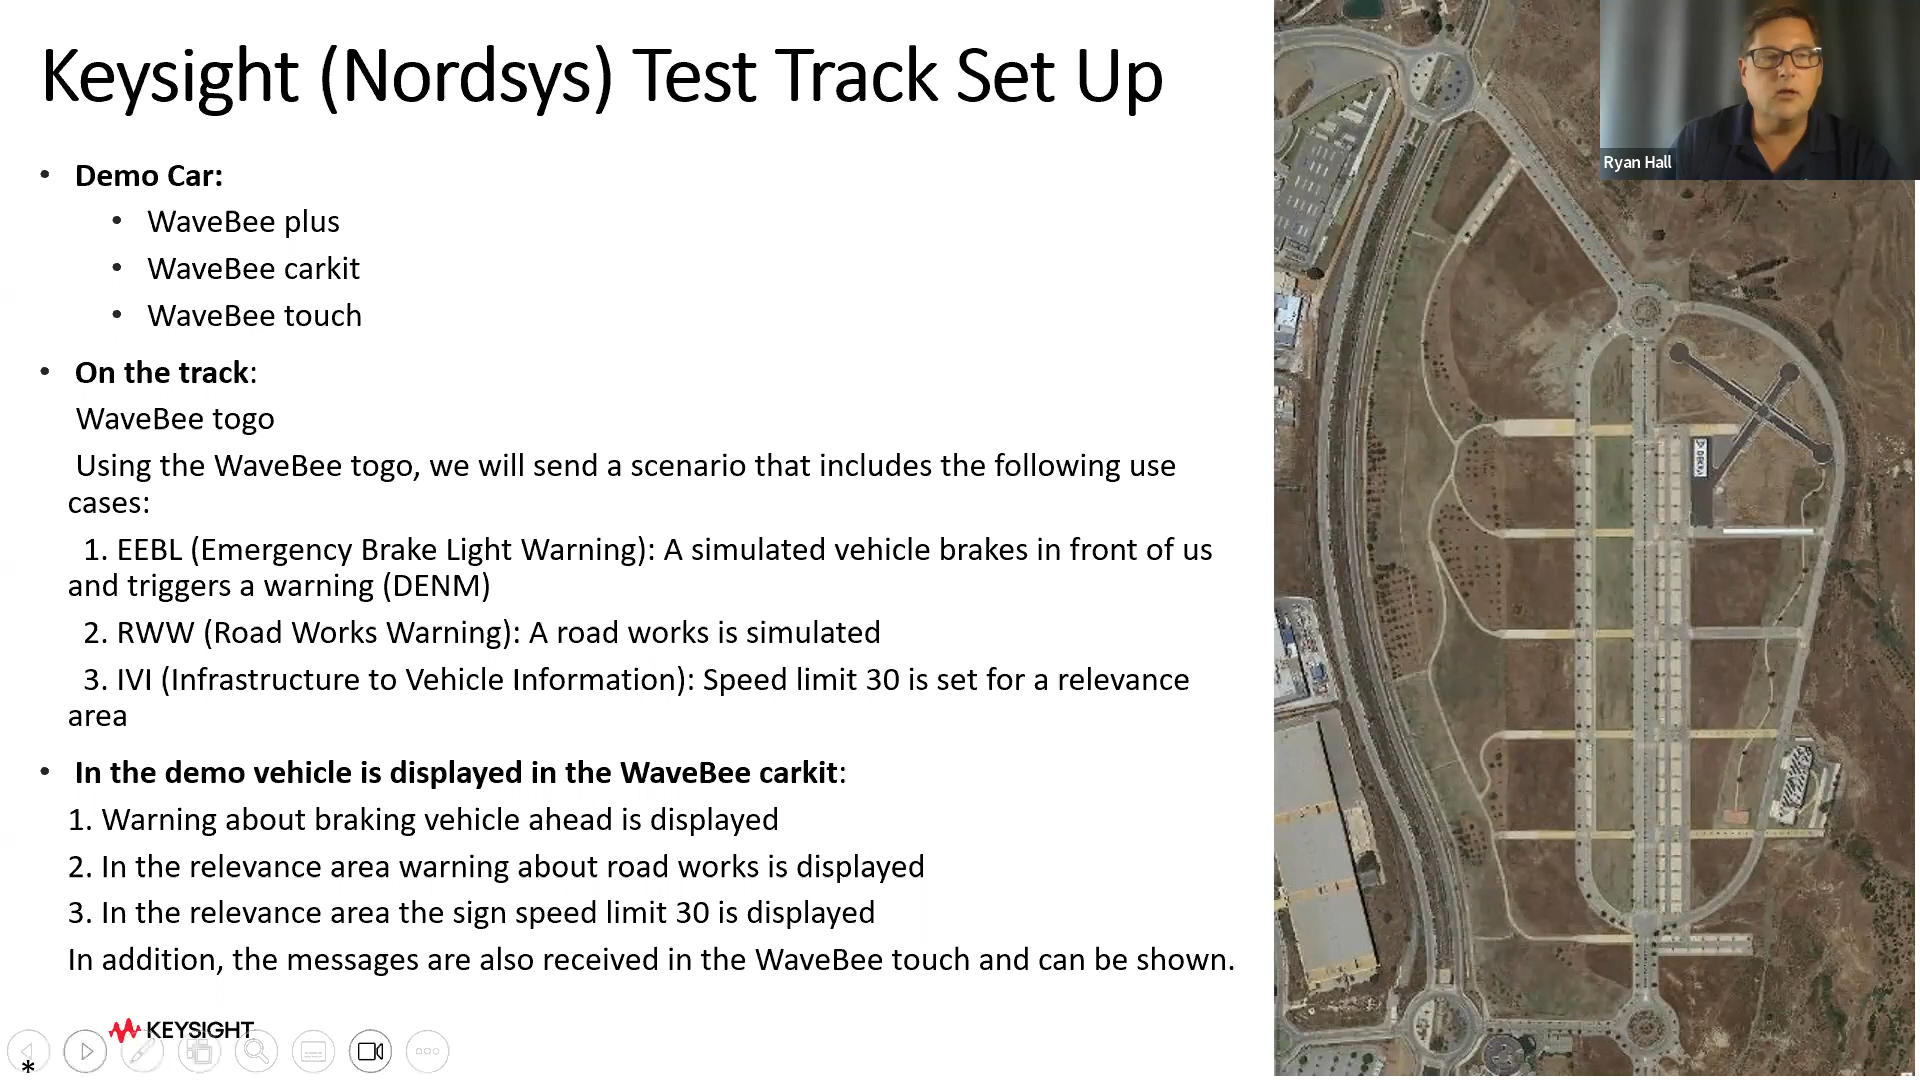 Keysight (Nordsys) Test Track Set Up
Ryan Hall
• Demo Car:
• WaveBee plus
• WaveBee carkit
• WaveBee touch
• On the track:
WaveBee togo
Using the WaveBee togo, we will send a scenario that includes the following use
cases:
1. EEBL (Emergency Brake Light Warning): A simulated vehicle brakes in front of us
and triggers a warning (DENM)
2. RWW (Road Works Warning): A road works is simulated
3. IVI (Infrastructure to Vehicle Information): Speed limit 30 is set for a relevance
area
• In the demo vehicle is displayed in the WaveBee carkit:
1. Warning about braking vehicle ahead is displayed
2. In the relevance area warning about road works is displayed
3. In the relevance area the sign speed limit 30 is displayed
In addition, the messages are also received in the WaveBee touch and can be shown.
KEYSIGHT
*
DEKRA